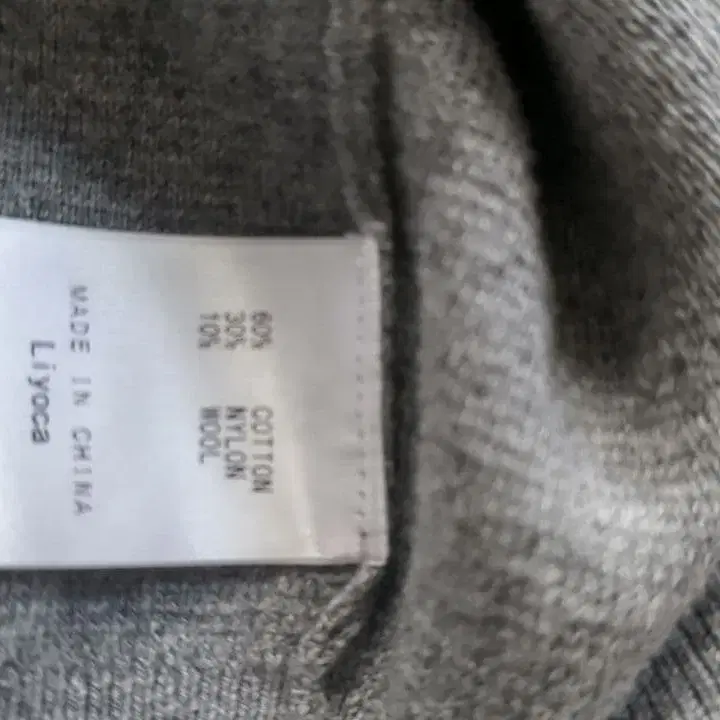 60% COTTON
30% NYLON
10% WOOL
MADE IN CHINA
Liyoca